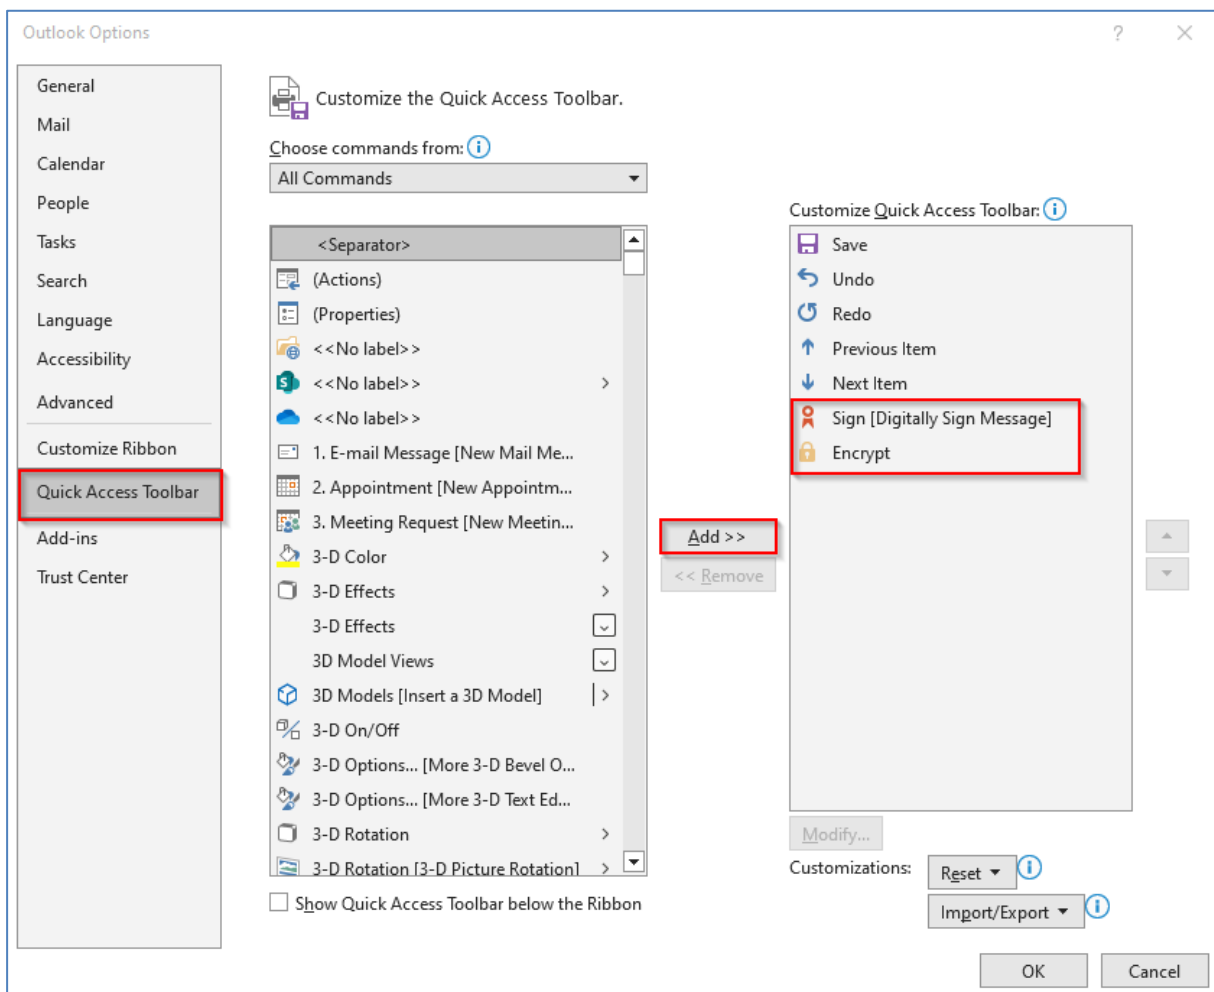 Outlook Options
?
General
Mail
Calendar
People
Tasks
Search
Language
Accessibility
Advanced
Customize Ribbon
Quick Access Toolbar
Add-ins
Trust Center
Customize the Quick Access Toolbar.
Choose commands from:
All Commands
<Separator>
(Actions)
(Properties)
<<No label>>
<<No label>>
<<No label>>
1. E-mail Message [New Mail Me...
2. Appointment [New Appointm...
3. Meeting Request [New Meetin...
3-D Color
3-D Effects
3-D Effects
3D Model Views
3D Models [Insert a 3D Model]
3-D On/Off
3-D Options... [More 3-D Bevel O...
3-D Options... [More 3-D Text Ed...
3-D Rotation
3-D Rotation [3-D Picture Rotation]
Show Quick Access Toolbar below the Ribbon
Add >>
<< Remove
Customize Quick Access Toolbar:
Save
Undo
Redo
Previous Item
Next Item
Sign [Digitally Sign Message]
Encrypt
Modify...
Customizations:
Reset
Import/Export
OK
Cancel